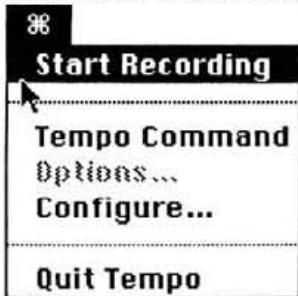 ⌘
Start Recording
Tempo Command
Options...
Configure...
Quit Tempo